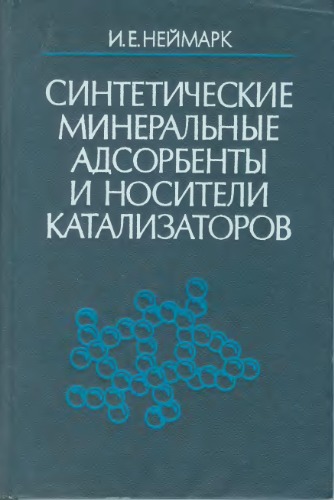 И.Е.НЕЙМАРК
СИНТЕТИЧЕСКИЕ
МИНЕРАЛЬНЫЕ
АДСОРБЕНТЫ
И НОСИТЕЛИ
КАТАЛИЗАТОРОВ